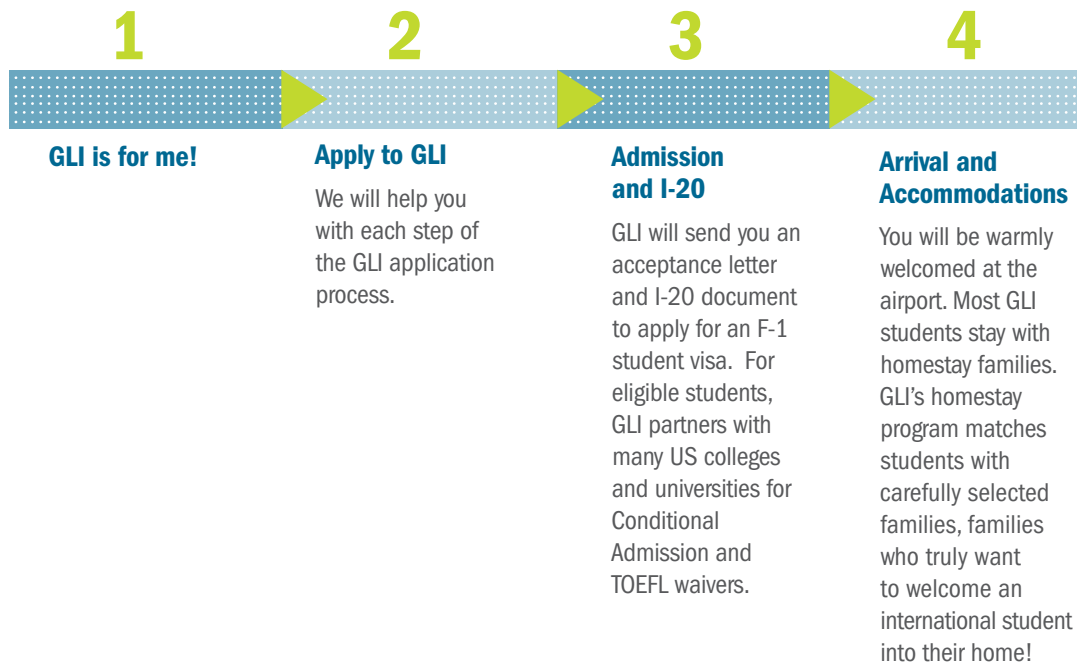 1
2
3
4
GLI is for me!
Apply to GLI
We will help you
with each step of
the GLI application
process.
Admission
and I-20
GLI will send you an
acceptance letter
and I-20 document
to apply for an F-1
student visa.  For
eligible students,
GLI partners with
many US colleges
and universities for
Conditional
Admission and
TOEFL waivers.
Arrival and
Accommodations
You will be warmly
welcomed at the
airport. Most GLI
students stay with
homestay families.
GLI’s homestay
program matches
students with
carefully selected
families, families
who truly want
to welcome an
international student
into their home!